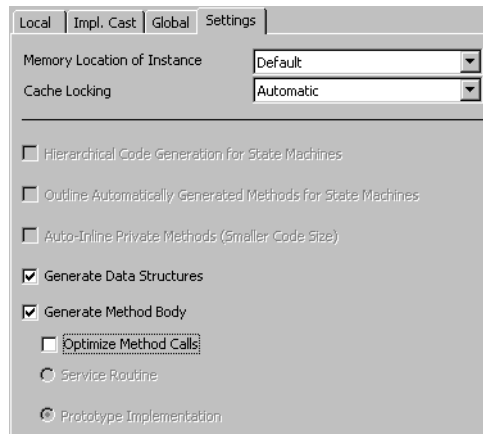 Local Impl. Cast Global Settings
Memory Location of Instance Default
Cache Locking Automatic
Hierarchical Code Generation for State Machines
Outline Automatically Generated Methods for State Machines
Auto-Inline Private Methods (Smaller Code Size)
Generate Data Structures
Generate Method Body
Optimize Method Calls
Service Routine
Prototype Implementation